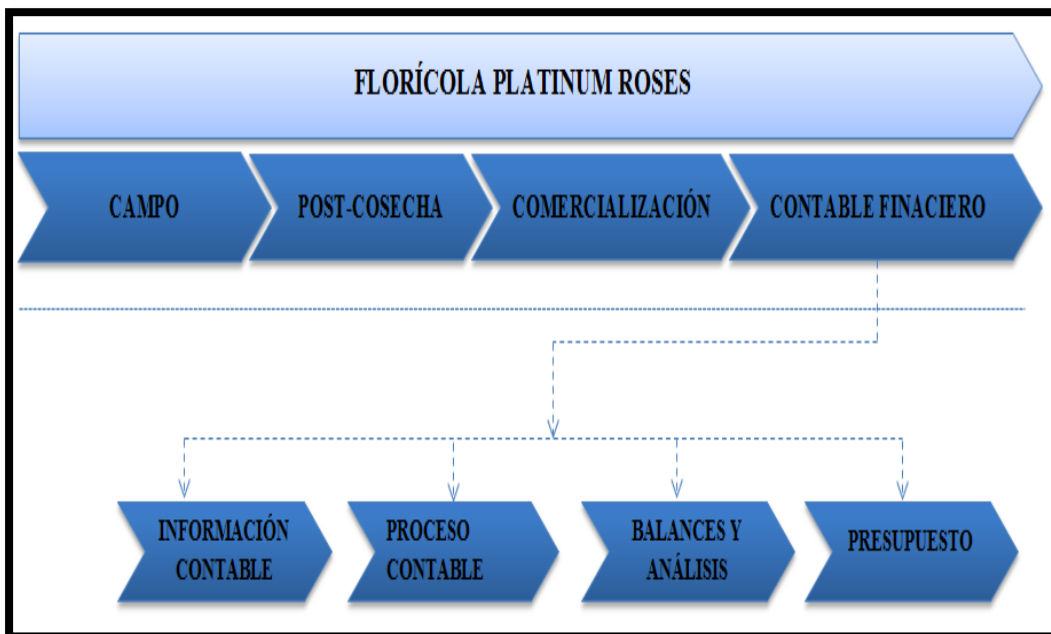 FLORÍCOLA PLATINUM ROSES
CAMPO
POST-COSECHA
COMERCIALIZACIÓN
CONTABLE FINACIERO
INFORMACIÓN
CONTABLE
PROCESO
CONTABLE
BALANCES Y
ANÁLISIS
PRESUPUESTO